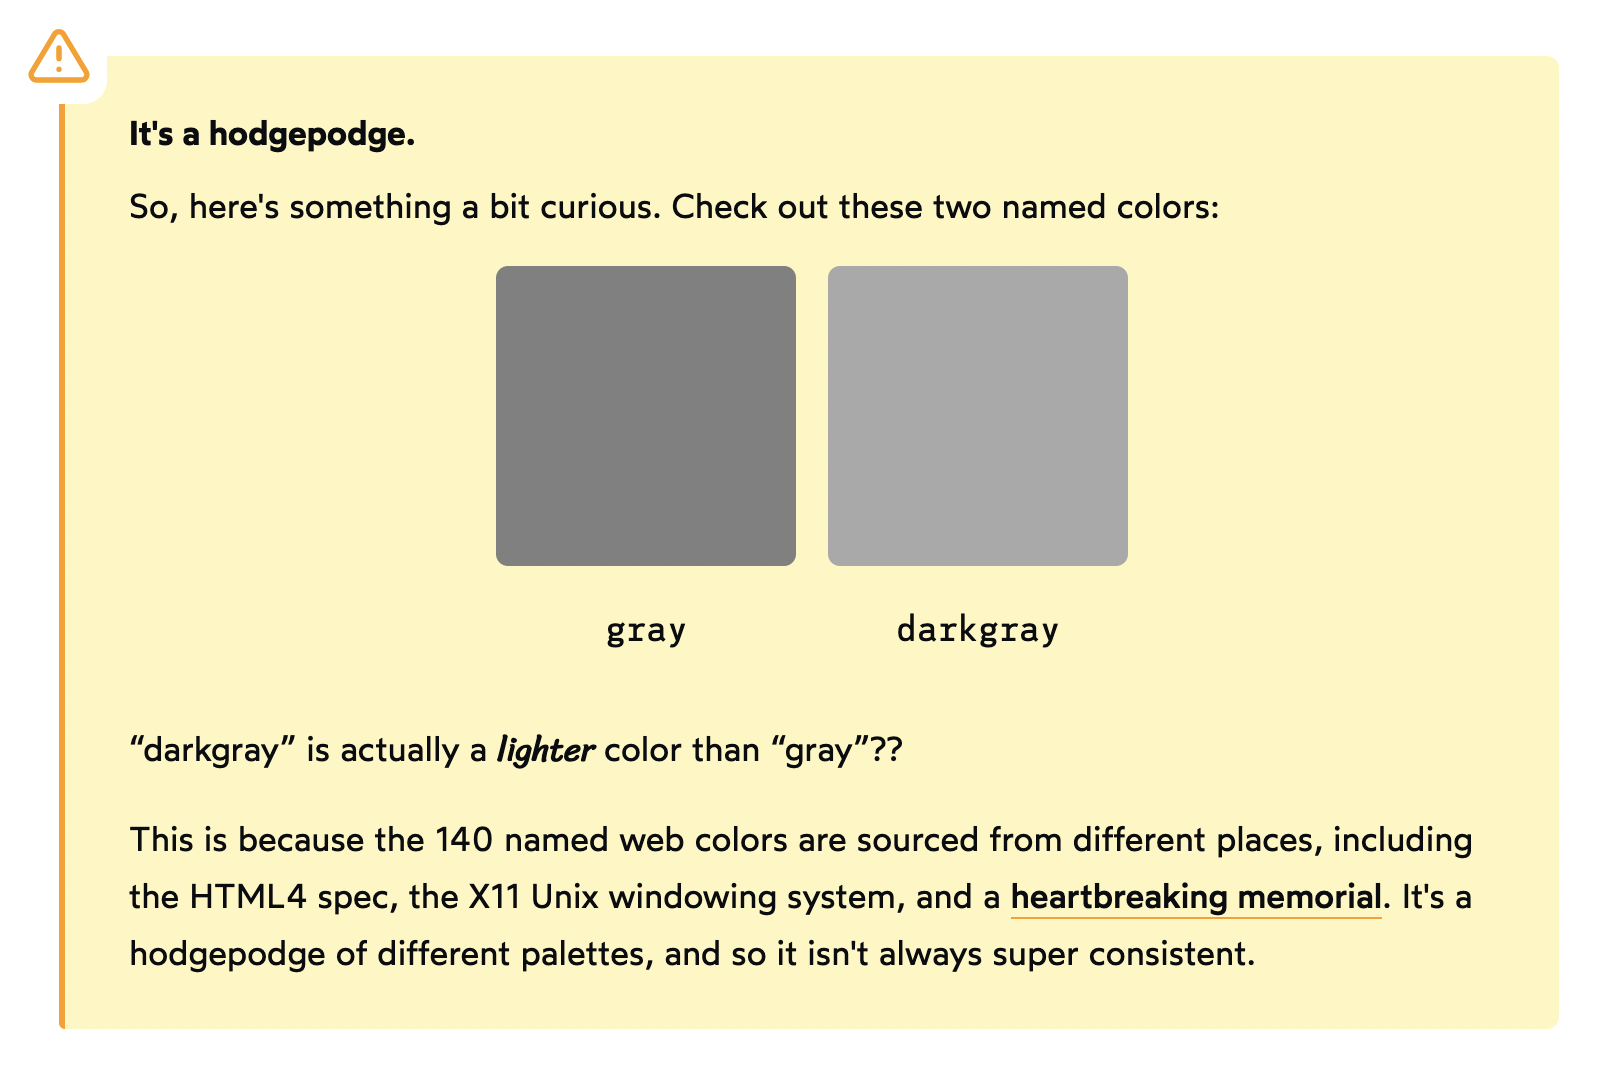 It's a hodgepodge.
So, here's something a bit curious. Check out these two named colors:
gray
darkgray
“darkgray” is actually a lighter color than “gray”??
This is because the 140 named web colors are sourced from different places, including
the HTML4 spec, the X11 Unix windowing system, and a heartbreaking memorial. It's a
hodgepodge of different palettes, and so it isn't always super consistent.